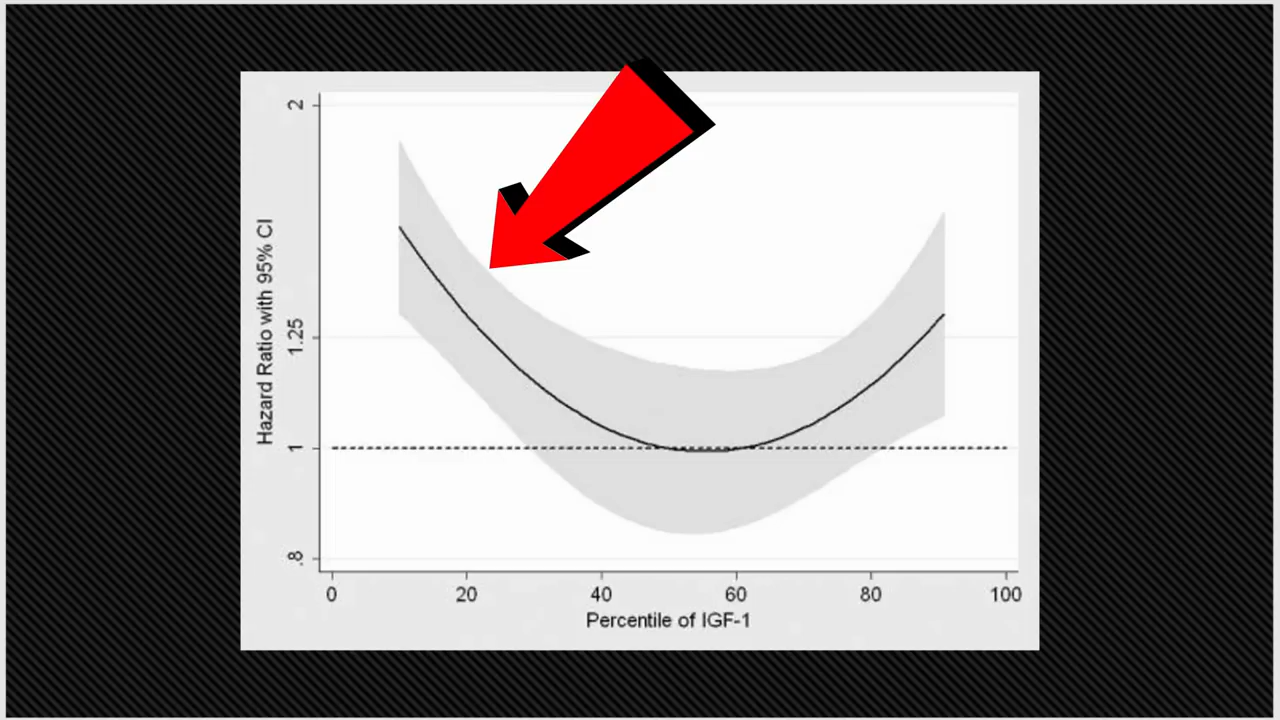 2
1.25
1
.8
Hazard Ratio with 95% CI
0 20 40 60 80 100
Percentile of IGF-1